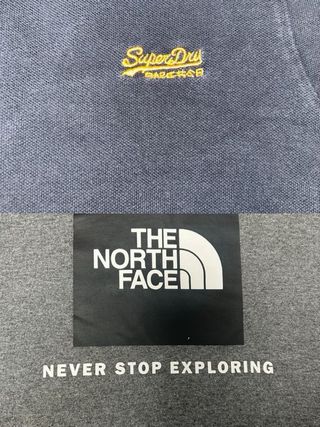 SuperDry
THE
NORTH
FACE
NEVER STOP EXPLORING